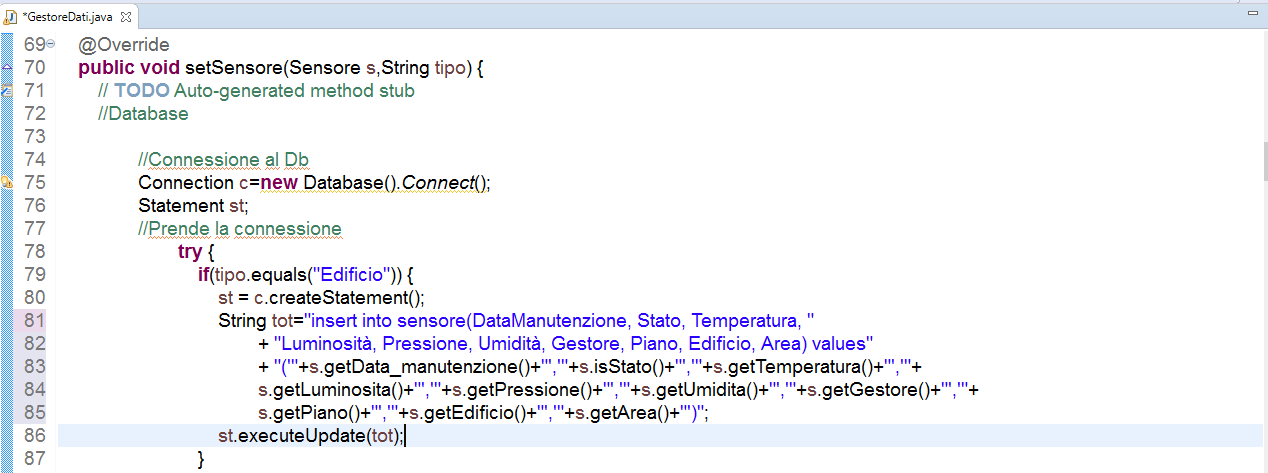 *GestoreDati.java
69 @Override
70 public void setSensore(Sensore s,String tipo) {
71 // TODO Auto-generated method stub
72 //Database
73
74 //Connessione al Db
75 Connection c=new Database().Connect();
76 Statement st;
77 //Prende la connessione
78 try {
79 if(tipo.equals("Edificio")) {
80 st = c.createStatement();
81 String tot="insert into sensore(DataManutenzione, Stato, Temperatura, "
82 + "Luminosità, Pressione, Umidità, Gestore, Piano, Edificio, Area) values"
83 + "('"+s.getData_manutenzione()+"','"+s.isStato()+"','"+s.getTemperatura()+"','"+
84 s.getLuminosita()+"','"+s.getPressione()+"','"+s.getUmidita()+"','"+s.getGestore()+"','"+
85 s.getPiano()+"','"+s.getEdificio()+"','"+s.getArea()+"')";
86 st.executeUpdate(tot);
87 }